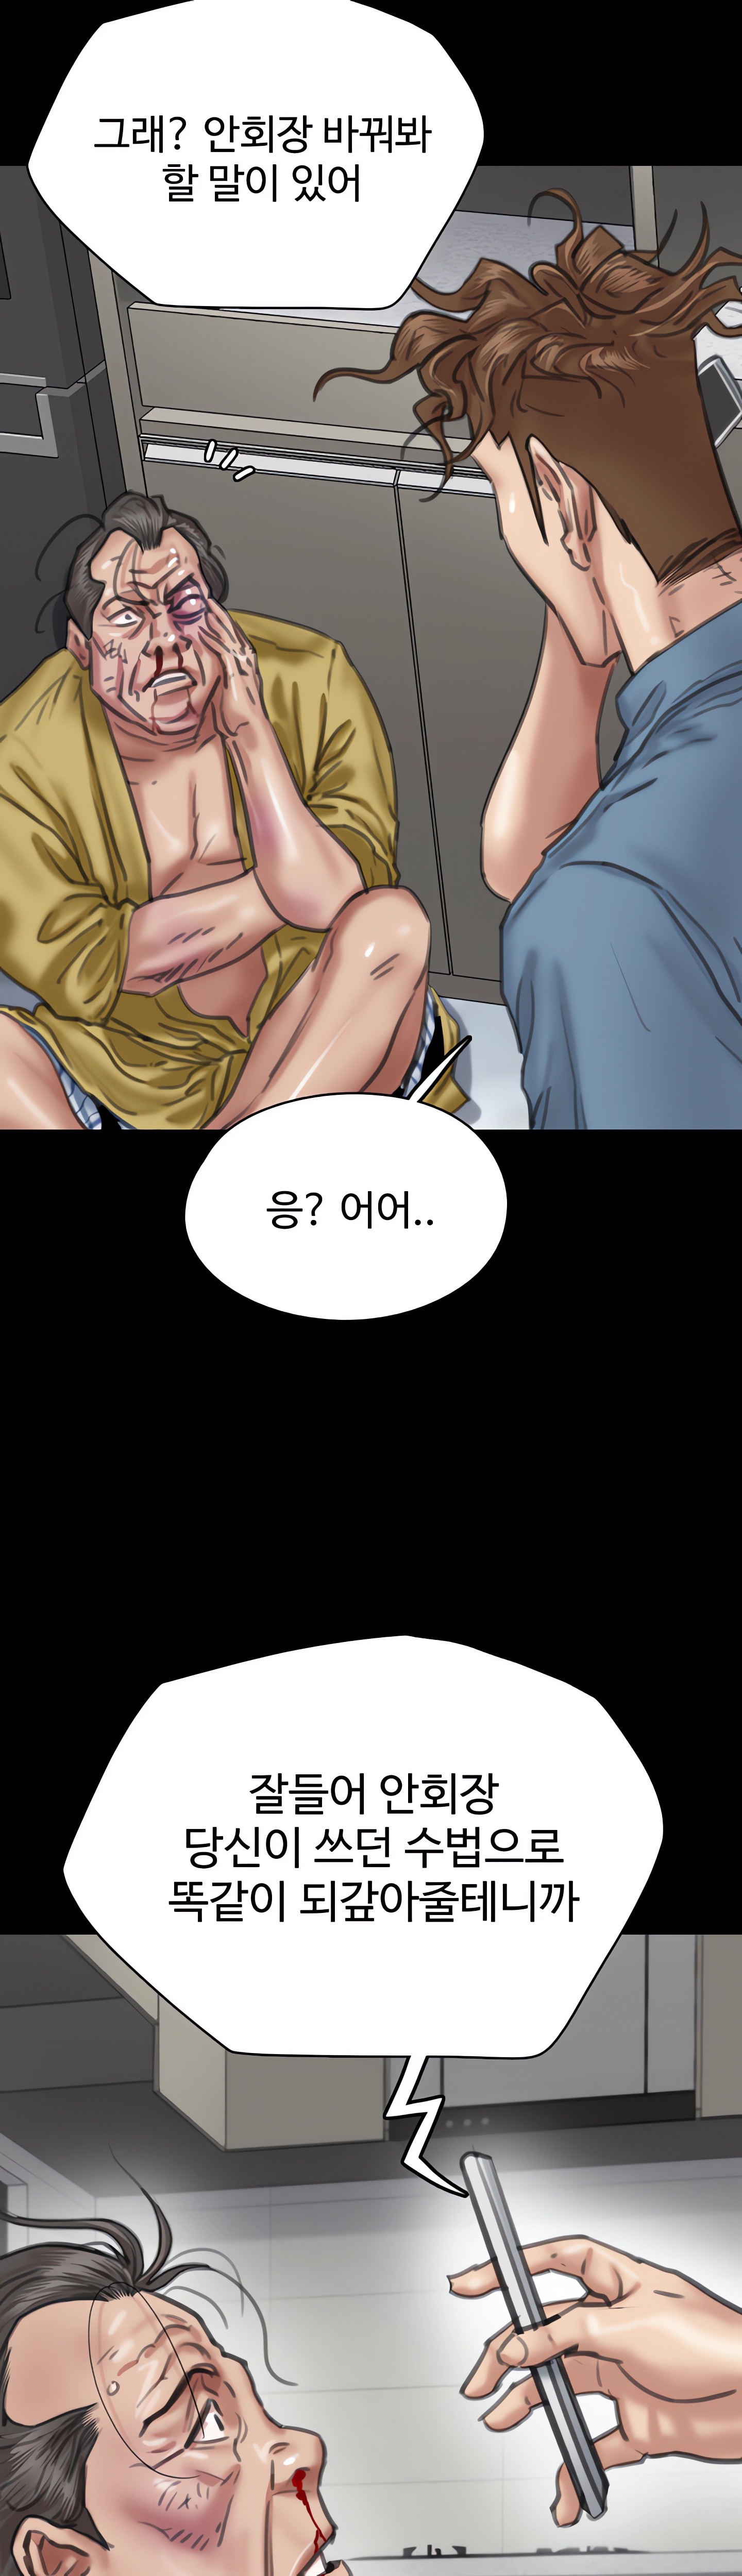 그래? 안회장 바꿔봐
할 말이 있어
응? 어어..
잘들어 안회장
당신이 쓰던 수법으로
똑같이 되갚아줄테니까